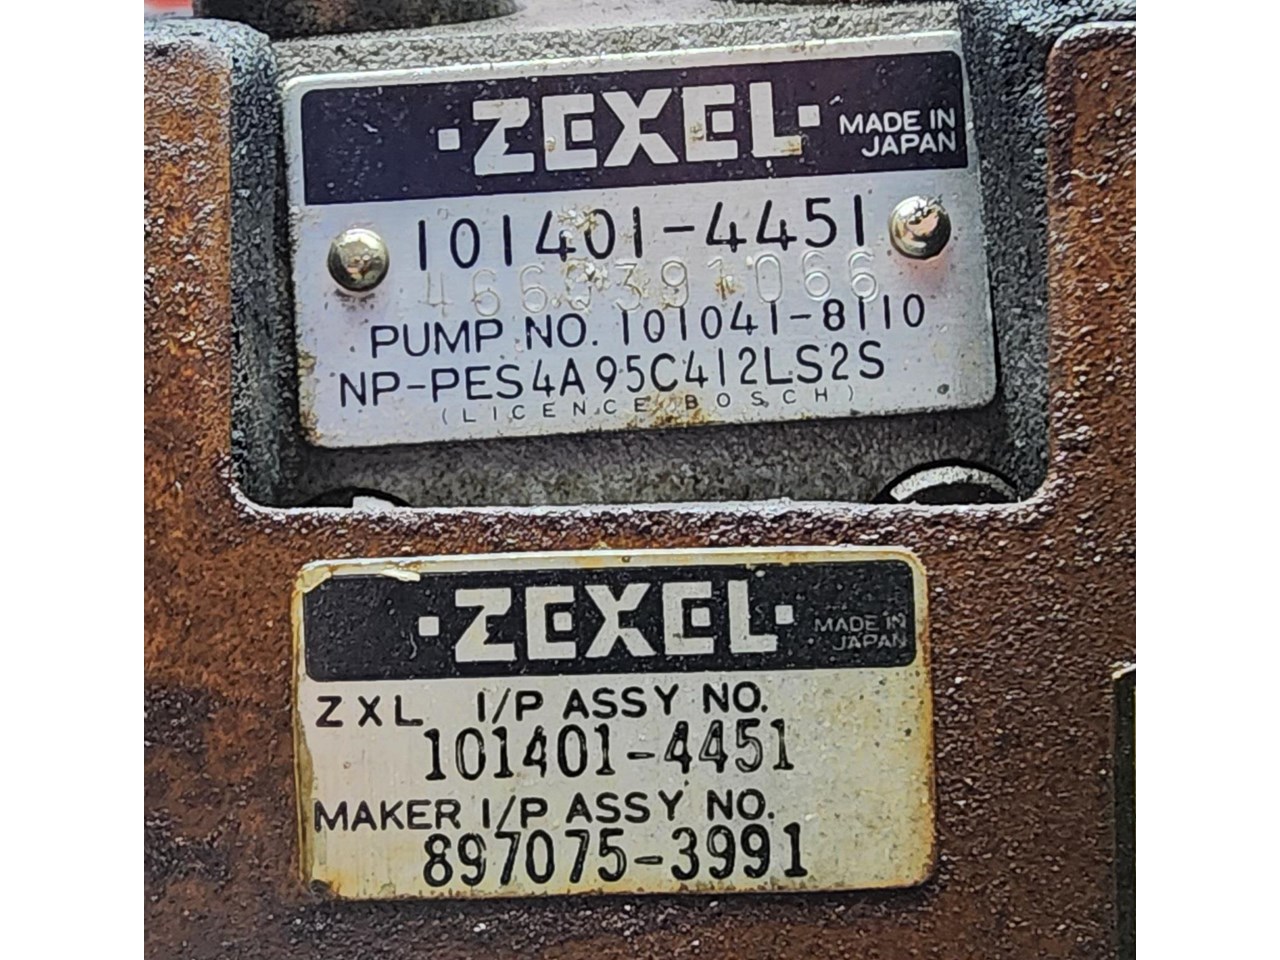 ·ZEXEL· MADE IN JAPAN
101401-4451
4660391066
PUMP NO. 101041-8110
NP-PES4A95C412LS2S
(LICENCE BOSCH)
·ZEXEL· MADE IN JAPAN
ZXL I/P ASSY NO.
101401-4451
MAKER I/P ASSY NO.
897075-3991